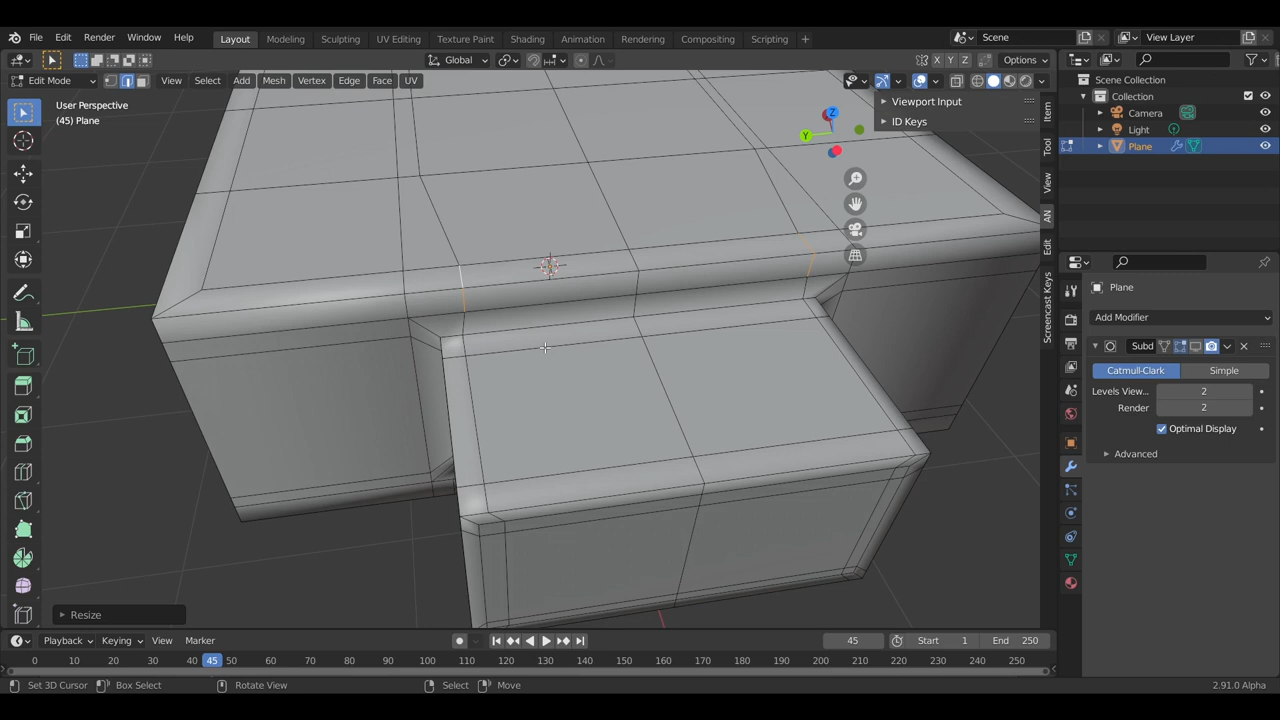 File Edit Render Window Help Layout Modeling Sculpting UV Editing Texture Paint Shading Animation Rendering Compositing Scripting + Scene View Layer
Global X Y Z Options
Edit Mode View Select Add Mesh Vertex Edge Face UV Scene Collection
Collection
Camera
Light
Plane
User Perspective
(45) Plane
Viewport Input
ID Keys
Z
Y
Item
Tool
View
AN
Edit
Screencast Keys
Plane
Add Modifier
Subd
Catmull-Clark Simple
Levels View... 2
Render 2
Optimal Display
Advanced
Resize
Playback Keying View Marker 45 Start 1 End 250
0 10 20 30 40 45 50 60 70 80 90 100 110 120 130 140 150 160 170 180 190 200 210 220 230 240 250
Set 3D Cursor Box Select Rotate View Select Move 2.91.0 Alpha